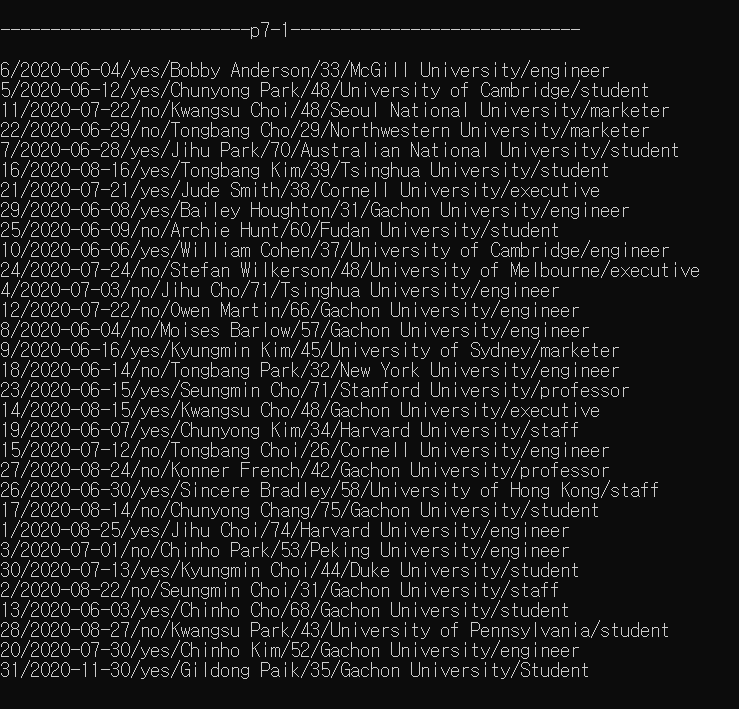 -------------------------p7-1-----------------------------
6/2020-06-04/yes/Bobby Anderson/33/McGill University/engineer
5/2020-06-12/yes/Chunyong Park/48/University of Cambridge/student
11/2020-07-22/no/Kwangsu Choi/48/Seoul National University/marketer
22/2020-06-29/no/Tongbang Cho/29/Northwestern University/marketer
7/2020-06-28/yes/Jihu Park/70/Australian National University/student
16/2020-08-16/yes/Tongbang Kim/39/Tsinghua University/student
21/2020-07-21/yes/Jude Smith/38/Cornell University/executive
29/2020-06-08/yes/Bailey Houghton/31/Gachon University/engineer
25/2020-06-09/no/Archie Hunt/60/Fudan University/student
10/2020-06-06/yes/William Cohen/37/University of Cambridge/engineer
24/2020-07-24/no/Stefan Wilkerson/48/University of Melbourne/executive
4/2020-07-03/no/Jihu Cho/71/Tsinghua University/engineer
12/2020-07-22/no/Owen Martin/66/Gachon University/engineer
8/2020-06-04/no/Moises Barlow/57/Gachon University/engineer
9/2020-06-16/yes/Kyungmin Kim/45/University of Sydney/marketer
18/2020-06-14/no/Tongbang Park/32/New York University/engineer
23/2020-06-15/yes/Seungmin Cho/71/Stanford University/professor
14/2020-08-15/yes/Kwangsu Cho/48/Gachon University/executive
19/2020-06-07/yes/Chunyong Kim/34/Harvard University/staff
15/2020-07-12/no/Tongbang Choi/26/Cornell University/engineer
27/2020-08-24/no/Konner French/42/Gachon University/professor
26/2020-06-30/yes/Sincere Bradley/58/University of Hong Kong/staff
17/2020-08-14/no/Chunyong Chang/75/Gachon University/student
1/2020-08-25/yes/Jihu Choi/74/Harvard University/engineer
3/2020-07-01/no/Chinho Park/53/Peking University/engineer
30/2020-07-13/yes/Kyungmin Choi/44/Duke University/student
2/2020-08-22/no/Seungmin Choi/31/Gachon University/staff
13/2020-06-03/yes/Chinho Cho/68/Gachon University/student
28/2020-08-27/no/Kwangsu Park/43/University of Pennsylvania/student
20/2020-07-30/yes/Chinho Kim/52/Gachon University/engineer
31/2020-11-30/yes/Gildong Paik/35/Gachon University/Student